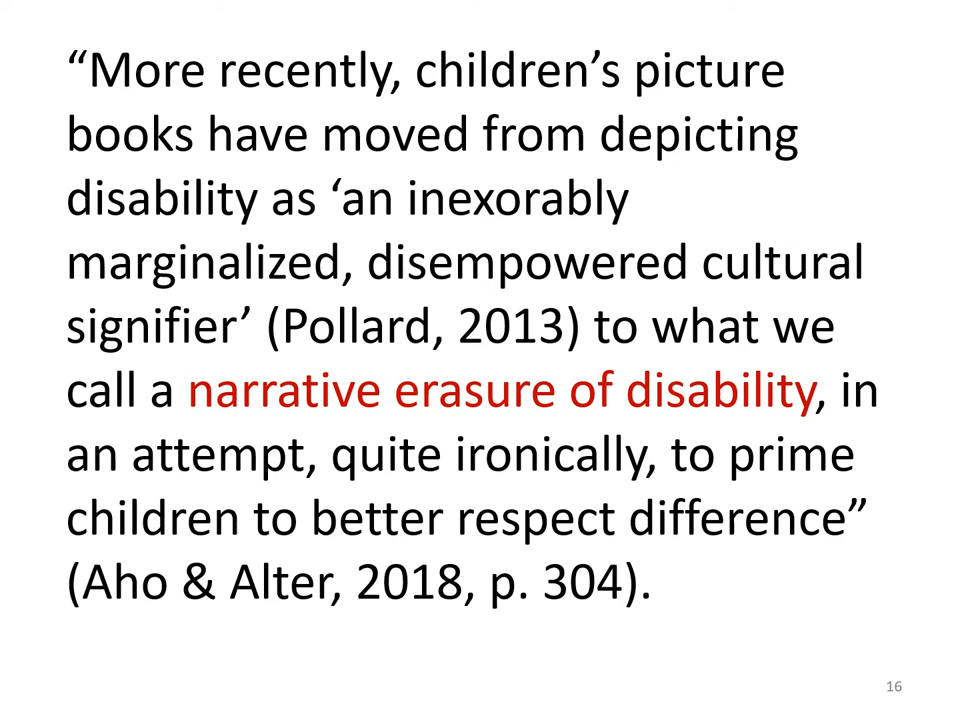 “More recently, children’s picture
books have moved from depicting
disability as ‘an inexorably
marginalized, disempowered cultural
signifier’ (Pollard, 2013) to what we
call a narrative erasure of disability, in
an attempt, quite ironically, to prime
children to better respect difference”
(Aho & Alter, 2018, p. 304).
16